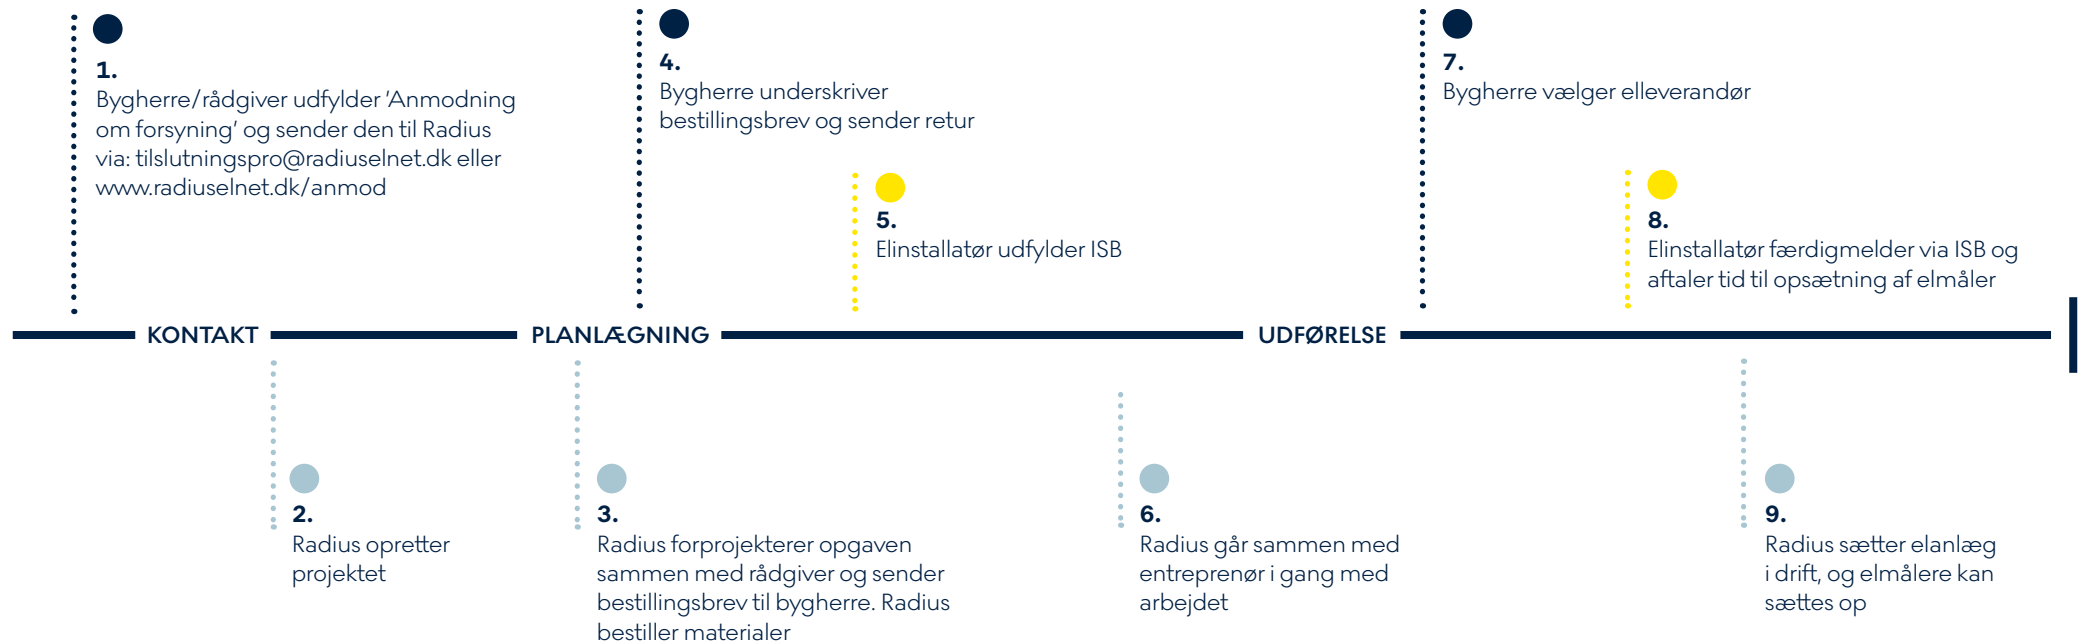 1.
Bygherre/rådgiver udfylder 'Anmodning
om forsyning' og sender den til Radius
via: tilslutningspro@radiuselnet.dk eller
www.radiuselnet.dk/anmod
4.
Bygherre underskriver
bestillingsbrev og sender retur
5.
Elinstallatør udfylder ISB
7.
Bygherre vælger elleverandør
8.
Elinstallatør færdigmelder via ISB og
aftaler tid til opsætning af elmåler
KONTAKT
PLANLÆGNING
UDFØRELSE
2.
Radius opretter
projektet
3.
Radius forprojekterer opgaven
sammen med rådgiver og sender
bestillingsbrev til bygherre. Radius
bestiller materialer
6.
Radius går sammen med
entreprenør i gang med
arbejdet
9.
Radius sætter elanlæg
i drift, og elmålere kan
sættes op